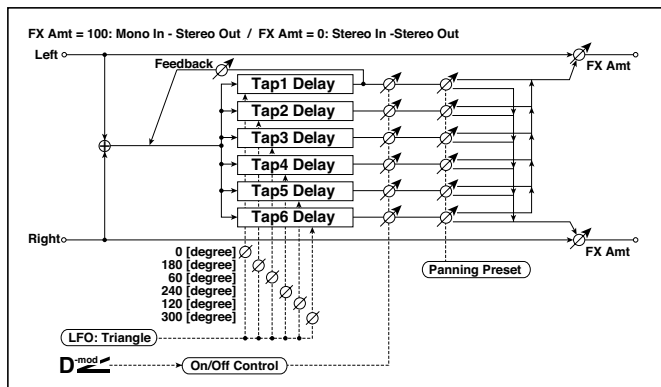 FX Amt = 100: Mono In - Stereo Out / FX Amt = 0: Stereo In -Stereo Out
Left
Feedback
FX Amt
Tap1 Delay
Tap2 Delay
Tap3 Delay
Tap4 Delay
Tap5 Delay
Tap6 Delay
Right
FX Amt
0 [degree]
180 [degree]
60 [degree]
240 [degree]
120 [degree]
300 [degree]
Panning Preset
LFO: Triangle
D-mod
On/Off Control